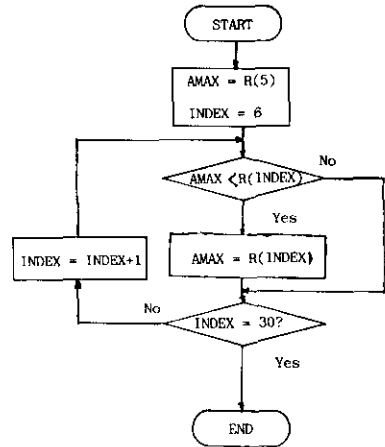 START
AMAX = R(5)
INDEX = 6
No
AMAX < R(INDEX)
Yes
INDEX = INDEX+1
AMAX = R(INDEX)
No
INDEX = 30?
Yes
END